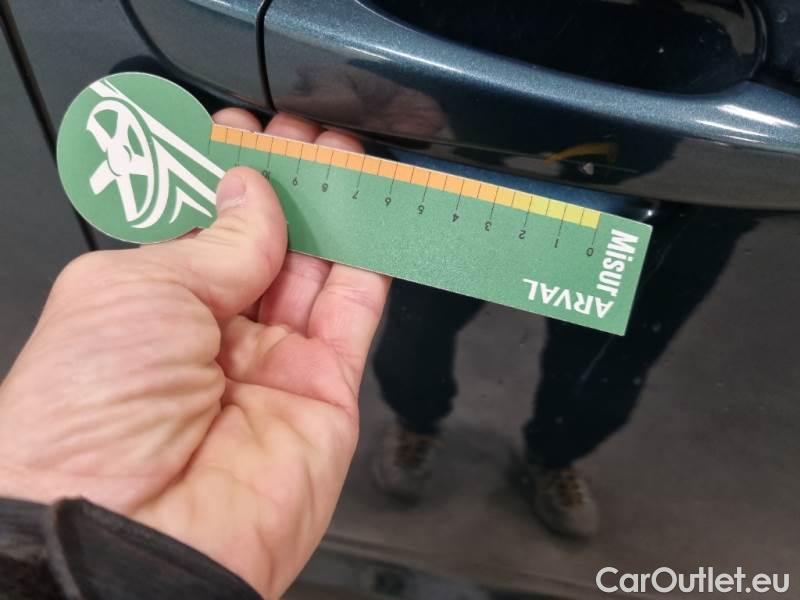 Misur
ARVAL
0 1 2 3 4 5 6 7 8 9 10
CarOutlet.eu